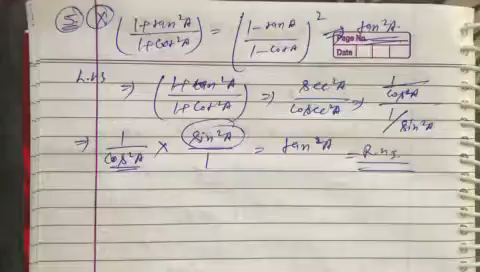 5 X (1+tan²A / 1+cot²A) = (1-tanA / 1-cotA)² ⇒ tan²A.
Page No.
Date
L.H.S ⇒ (1+tan²A / 1+cot²A) ⇒ sec²A / cosec²A ⇒ 1/cos²A / 1/sin²A
⇒ 1/cos²A × sin²A/1 = tan²A = R.H.S.